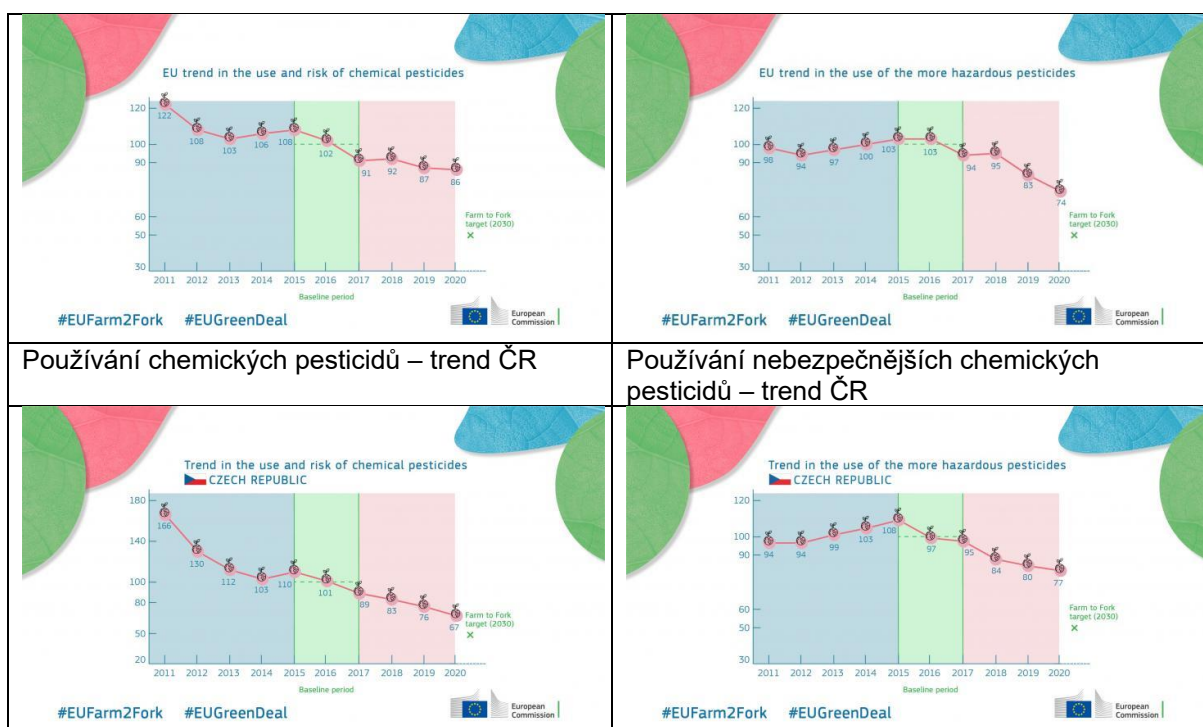 EU trend in the use and risk of chemical pesticides
120
100
90
60
50
30
122
108
103
106
108
102
91
92
87
86
Farm to Fork
target (2030)
2011 2012 2013 2014 2015 2016 2017 2018 2019 2020
Baseline period
#EUFarm2Fork #EUGreenDeal
European
Commission
EU trend in the use of the more hazardous pesticides
120
100
90
60
50
30
98
94
97
100
103
103
94
95
83
74
Farm to Fork
target (2030)
2011 2012 2013 2014 2015 2016 2017 2018 2019 2020
Baseline period
#EUFarm2Fork #EUGreenDeal
European
Commission
Používání chemických pesticidů – trend ČR
Používání nebezpečnějších chemických
pesticidů – trend ČR
Trend in the use and risk of chemical pesticides
CZECH REPUBLIC
180
140
100
80
50
20
166
130
112
103
110
101
89
83
76
67
Farm to Fork
target (2030)
2011 2012 2013 2014 2015 2016 2017 2018 2019 2020
Baseline period
#EUFarm2Fork #EUGreenDeal
European
Commission
Trend in the use of the more hazardous pesticides
CZECH REPUBLIC
120
100
90
60
50
30
94
94
99
103
108
97
95
84
80
77
Farm to Fork
target (2030)
2011 2012 2013 2014 2015 2016 2017 2018 2019 2020
Baseline period
#EUFarm2Fork #EUGreenDeal
European
Commission